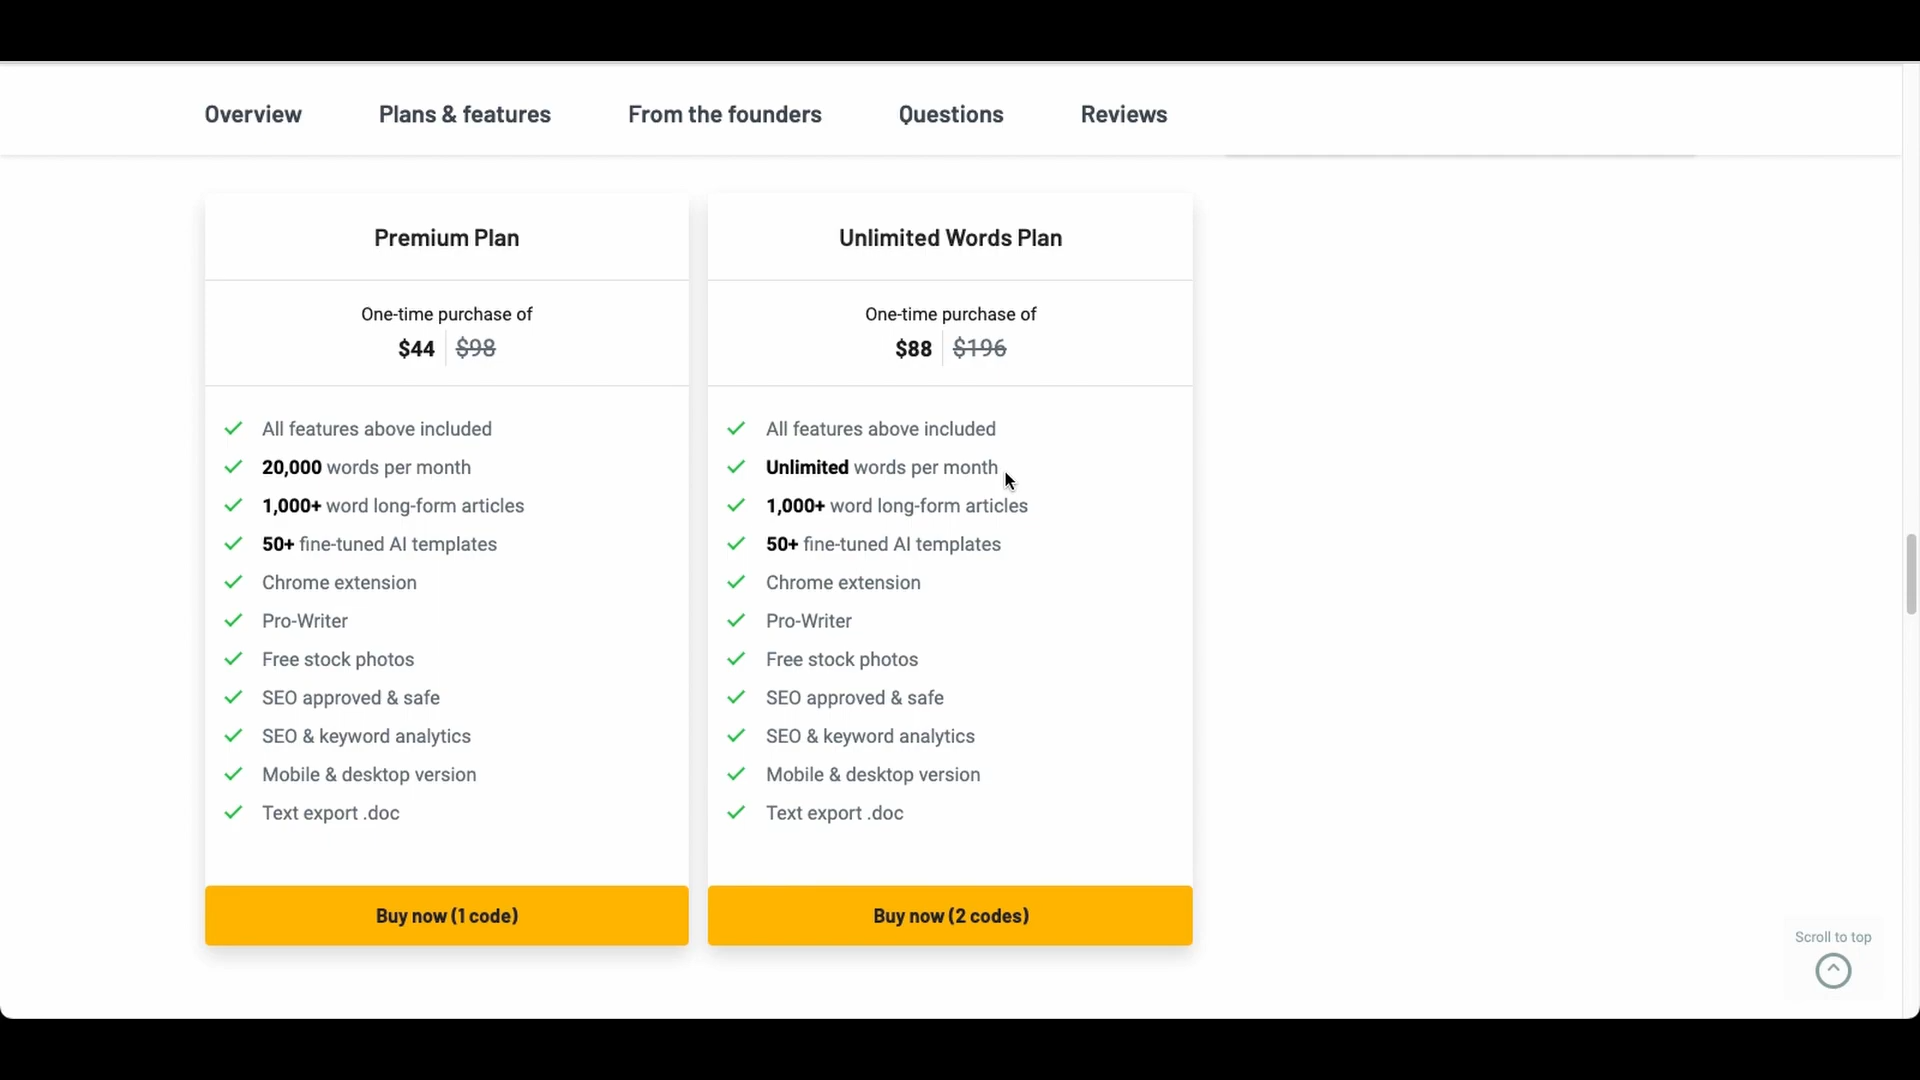 Overview Plans & features From the founders Questions Reviews
Premium Plan
One-time purchase of
$44 $98
All features above included
20,000 words per month
1,000+ word long-form articles
50+ fine-tuned AI templates
Chrome extension
Pro-Writer
Free stock photos
SEO approved & safe
SEO & keyword analytics
Mobile & desktop version
Text export .doc
Buy now (1 code)
Unlimited Words Plan
One-time purchase of
$88 $196
All features above included
Unlimited words per month
1,000+ word long-form articles
50+ fine-tuned AI templates
Chrome extension
Pro-Writer
Free stock photos
SEO approved & safe
SEO & keyword analytics
Mobile & desktop version
Text export .doc
Buy now (2 codes)
Scroll to top